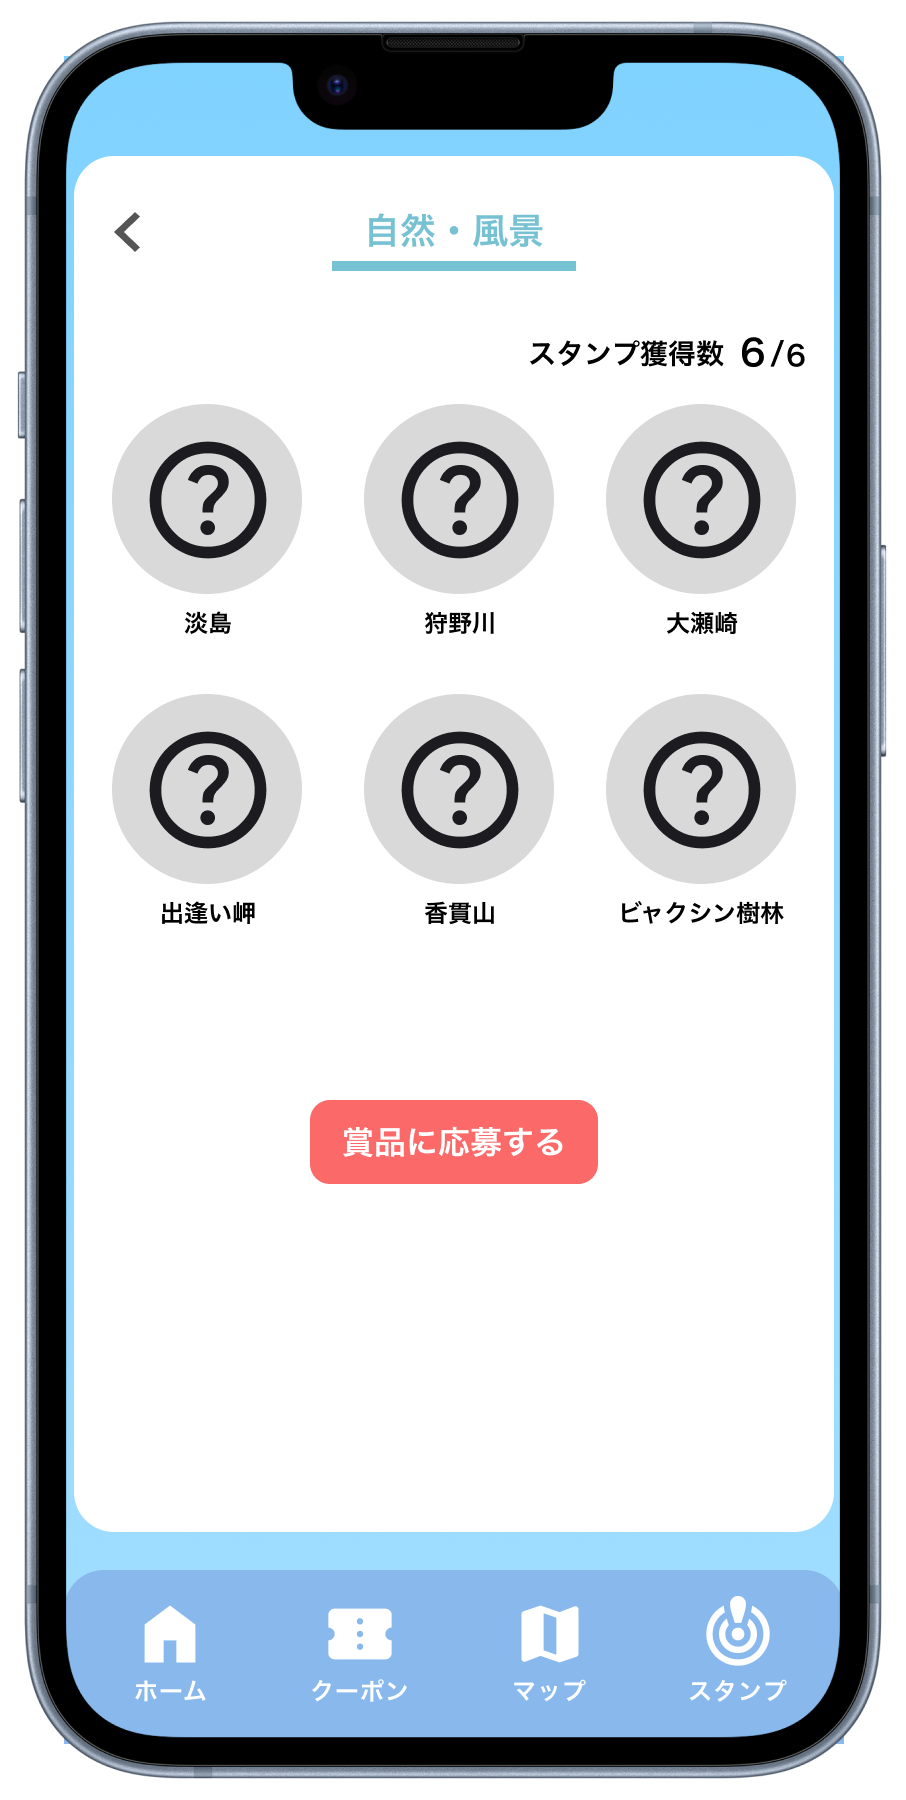 自然・風景
スタンプ獲得数 6/6
淡島
狩野川
大瀬崎
出逢い岬
香貫山
ビャクシン樹林
賞品に応募する
ホーム
クーポン
マップ
スタンプ